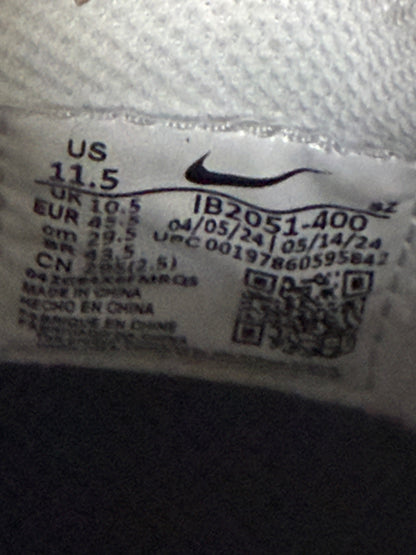 US
11.5
UK 10.5
EUR 45.5
cm 29.5
BR 43.5
CN 295(2.5)
MADE IN CHINA
HECHO EN CHINA
FABRIQUÉ EN CHINE
IB2051-400
04/05/24 | 05/14/24
UPC 00197860595842